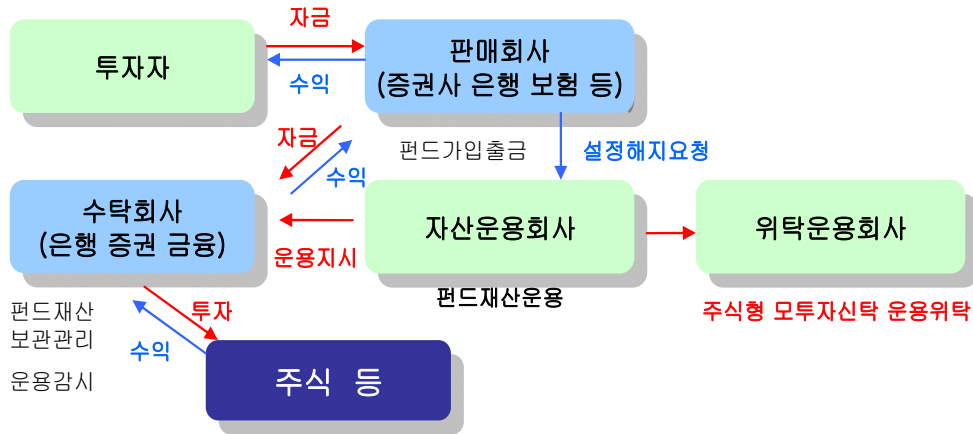 자금
투자자
판매회사
(증권사 은행 보험 등)
수익
자금
수익
펀드가입출금
설정해지요청
수탁회사
(은행 증권 금융)
자산운용회사
위탁운용회사
운용지시
펀드재산운용
주식형 모투자신탁 운용위탁
펀드재산
보관관리
운용감시
투자
수익
주식 등